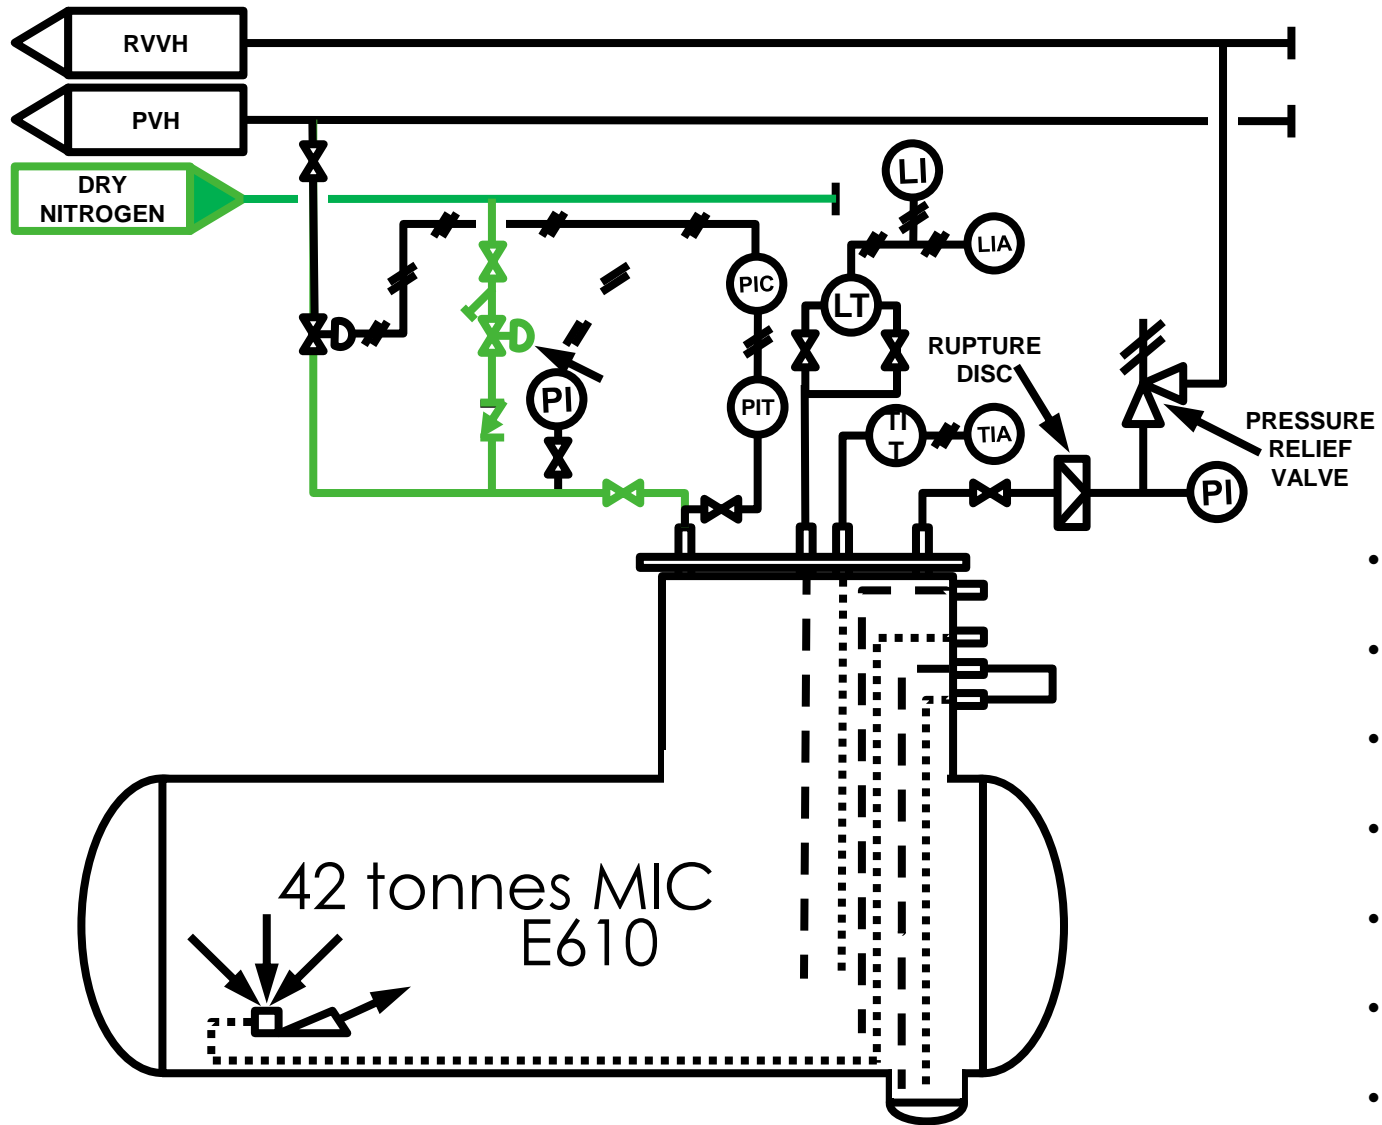 RVVH
PVH
DRY
NITROGEN
LI
LIA
PIC
LT
RUPTURE
DISC
PI
PIT
TI
T
TIA
PRESSURE
RELIEF
VALVE
PI
42 tonnes MIC
E610